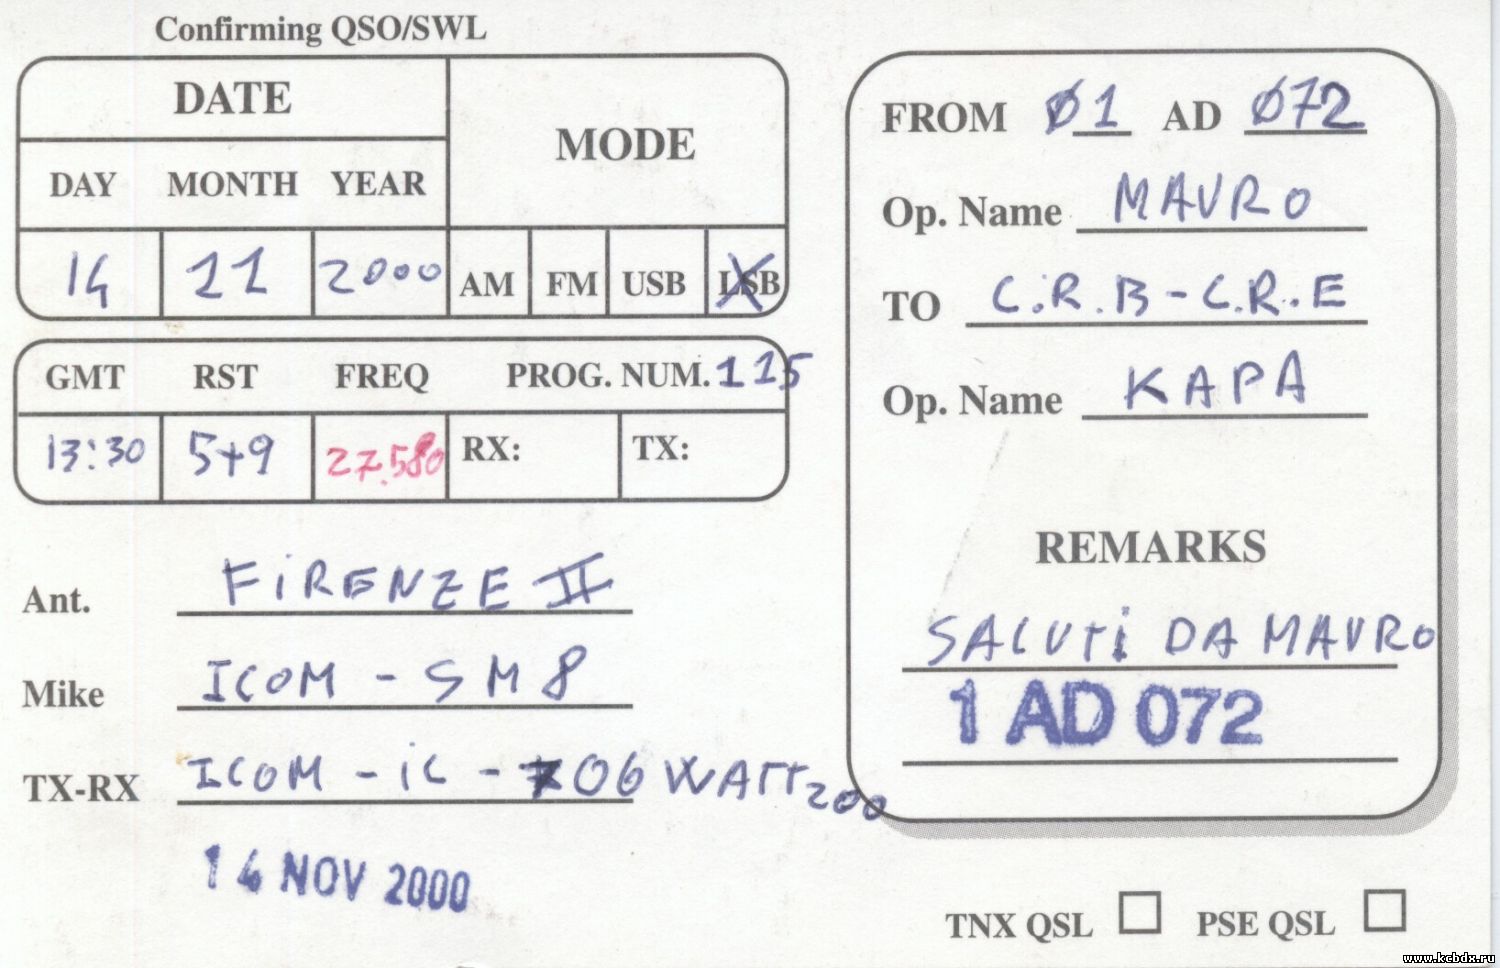 Confirming QSO/SWL
DATE
MODE
DAY MONTH YEAR
14 11 2000 AM FM USB LSB
GMT RST FREQ PROG. NUM. 115
13:30 5+9 27.580 RX: TX:
Ant. FiRENZE II
Mike ICOM - SM8
TX-RX ICOM - iC - 706 WATT 200
14 NOV 2000
FROM Ø1 AD Ø72
Op. Name MAURO
TO C.R.B - C.R.E
Op. Name KAPA
REMARKS
SALUTi DA MAURO
1 AD 072
TNX QSL PSE QSL
www.kcbdx.ru